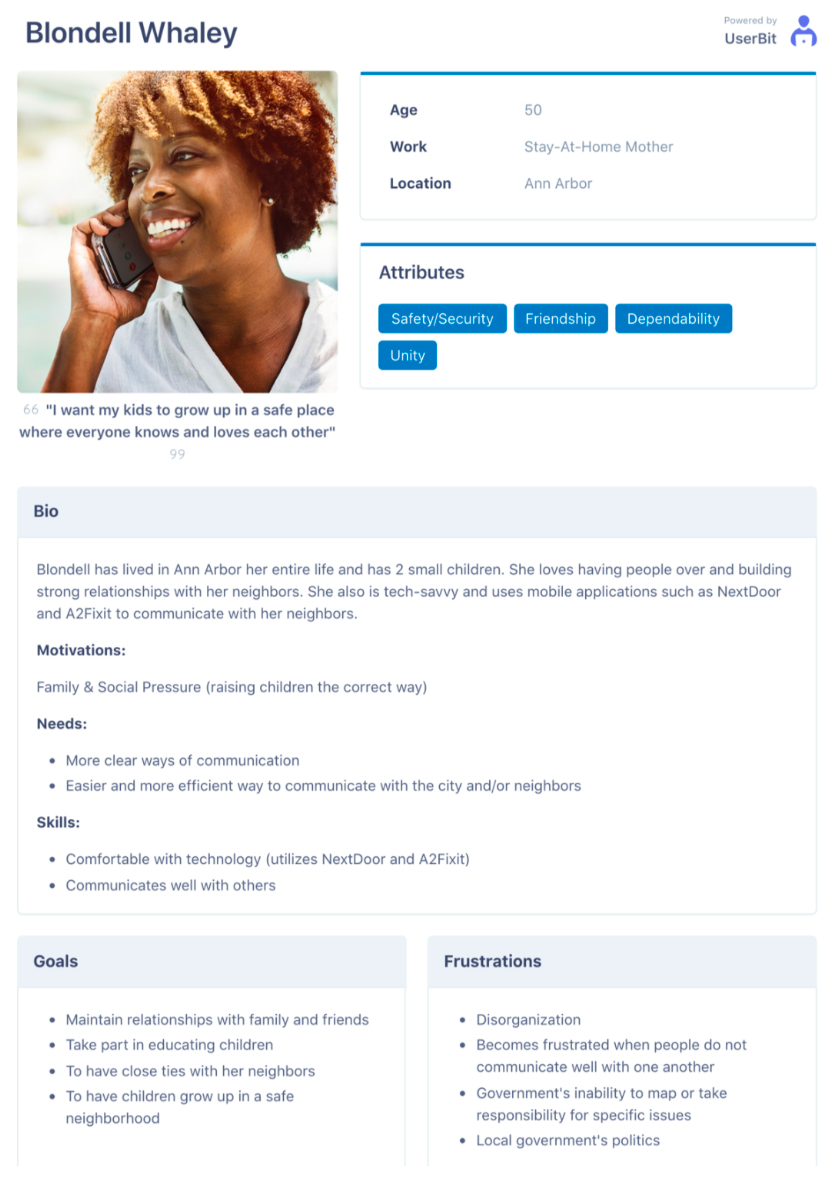 Blondell Whaley
Powered by
UserBit
Age 50
Work Stay-At-Home Mother
Location Ann Arbor
Attributes
Safety/Security Friendship Dependability
Unity
66 "I want my kids to grow up in a safe place
where everyone knows and loves each other"
99
Bio
Blondell has lived in Ann Arbor her entire life and has 2 small children. She loves having people over and building
strong relationships with her neighbors. She also is tech-savvy and uses mobile applications such as NextDoor
and A2Fixit to communicate with her neighbors.
Motivations:
Family & Social Pressure (raising children the correct way)
Needs:
• More clear ways of communication
• Easier and more efficient way to communicate with the city and/or neighbors
Skills:
• Comfortable with technology (utilizes NextDoor and A2Fixit)
• Communicates well with others
Goals
• Maintain relationships with family and friends
• Take part in educating children
• To have close ties with her neighbors
• To have children grow up in a safe
neighborhood
Frustrations
• Disorganization
• Becomes frustrated when people do not
communicate well with one another
• Government's inability to map or take
responsibility for specific issues
• Local government's politics